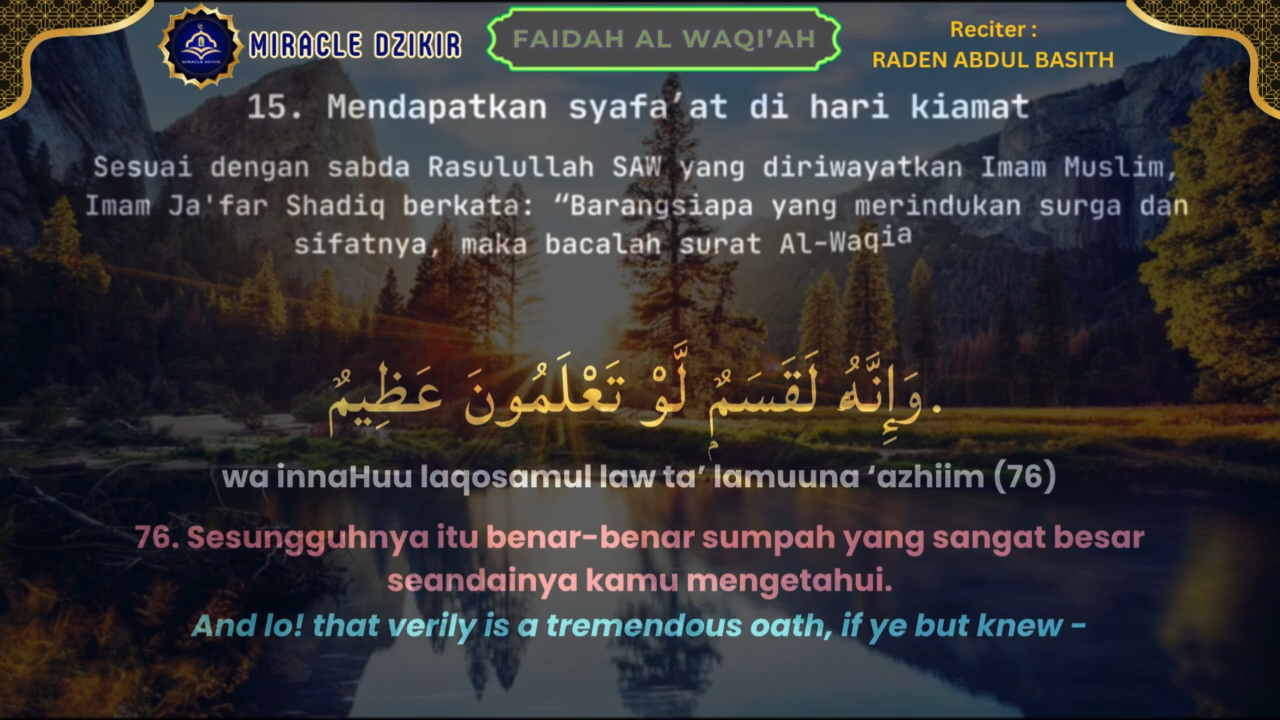 MIRACLE DZIKIR
FAIDAH AL WAQI'AH
Reciter :
RADEN ABDUL BASITH
15. Mendapatkan syafa’at di hari kiamat
Sesuai dengan sabda Rasulullah SAW yang diriwayatkan Imam Muslim,
Imam Ja'far Shadiq berkata: “Barangsiapa yang merindukan surga dan
sifatnya, maka bacalah surat Al-Waqia
.وَإِنَّهُۥ لَقَسَمٌۭ لَّوْ تَعْلَمُونَ عَظِيمٌ
wa innaHuu laqosamul law ta’ lamuuna ‘azhiim (76)
76. Sesungguhnya itu benar-benar sumpah yang sangat besar
seandainya kamu mengetahui.
And lo! that verily is a tremendous oath, if ye but knew -